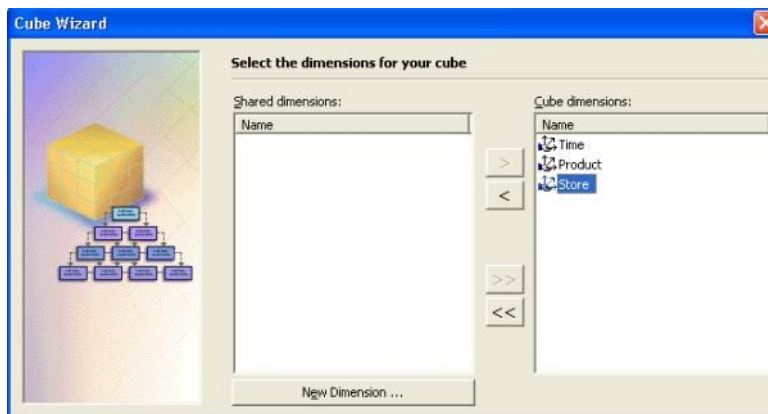 Cube Wizard
Select the dimensions for your cube
Shared dimensions:
Name
>
<
>>
<<
New Dimension ...
Cube dimensions:
Name
Time
Product
Store